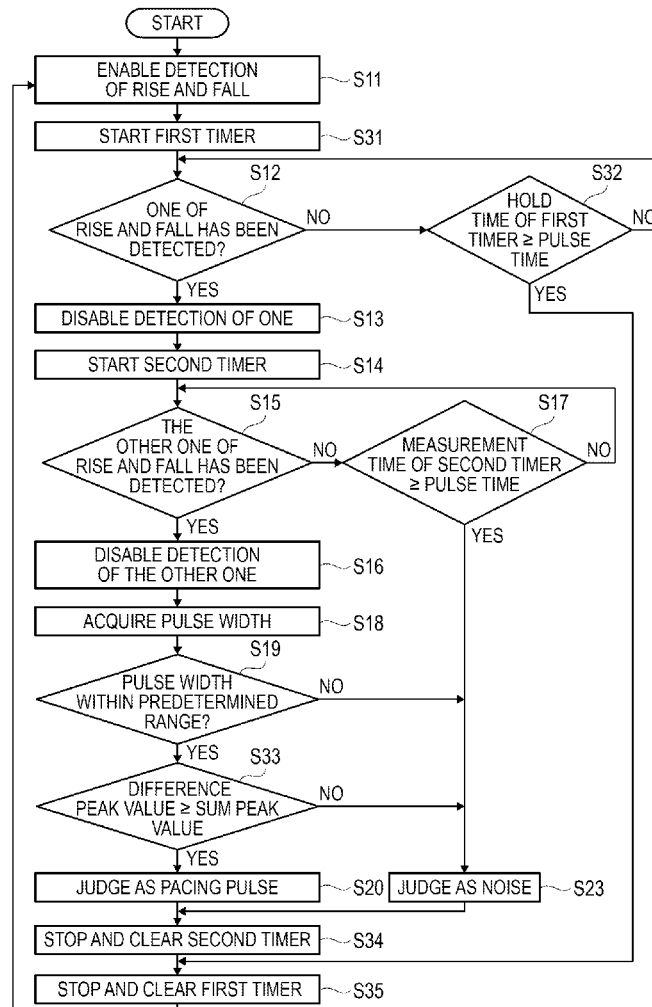 START
ENABLE DETECTION
OF RISE AND FALL
S11
START FIRST TIMER
S31
S12
ONE OF
RISE AND FALL HAS BEEN
DETECTED?
NO
YES
S32
HOLD
TIME OF FIRST
TIMER ≥ PULSE
TIME
NO
YES
DISABLE DETECTION OF ONE
S13
START SECOND TIMER
S14
S15
THE
OTHER ONE OF
RISE AND FALL HAS BEEN
DETECTED?
NO
YES
S17
MEASUREMENT
TIME OF SECOND TIMER
≥ PULSE TIME
NO
YES
DISABLE DETECTION
OF THE OTHER ONE
S16
ACQUIRE PULSE WIDTH
S18
S19
PULSE WIDTH
WITHIN PREDETERMINED
RANGE?
NO
YES
S33
DIFFERENCE
PEAK VALUE ≥ SUM PEAK
VALUE
NO
YES
JUDGE AS PACING PULSE
S20
JUDGE AS NOISE
S23
STOP AND CLEAR SECOND TIMER
S34
STOP AND CLEAR FIRST TIMER
S35